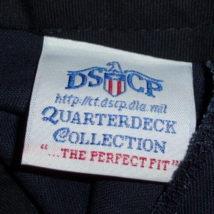 DSCP
http://ct.dscp.dla.mil
QUARTERDECK
COLLECTION
"...THE PERFECT FIT"